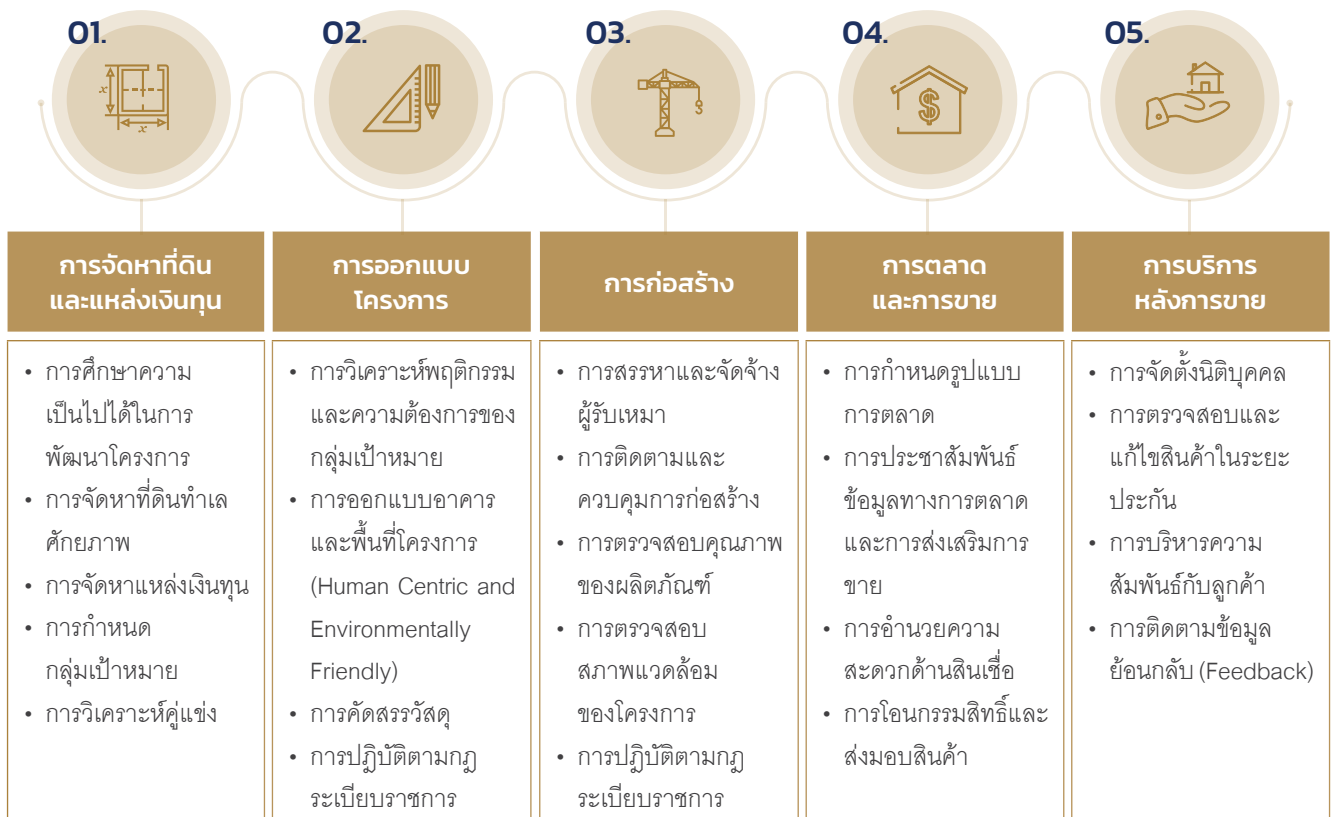 01.
02.
03.
04.
05.
x
x
$
การจัดหาที่ดิน
และแหล่งเงินทุน
• การศึกษาความ
เป็นไปได้ในการ
พัฒนาโครงการ
• การจัดหาที่ดินทำเล
ศักยภาพ
• การจัดหาแหล่งเงินทุน
• การกำหนด
กลุ่มเป้าหมาย
• การวิเคราะห์คู่แข่ง
การออกแบบ
โครงการ
• การวิเคราะห์พฤติกรรม
และความต้องการของ
กลุ่มเป้าหมาย
• การออกแบบอาคาร
และพื้นที่โครงการ
(Human Centric and
Environmentally
Friendly)
• การคัดสรรวัสดุ
• การปฏิบัติตามกฎ
ระเบียบราชการ
การก่อสร้าง
• การสรรหาและจัดจ้าง
ผู้รับเหมา
• การติดตามและ
ควบคุมการก่อสร้าง
• การตรวจสอบคุณภาพ
ของผลิตภัณฑ์
• การตรวจสอบ
สภาพแวดล้อม
ของโครงการ
• การปฏิบัติตามกฎ
ระเบียบราชการ
การตลาด
และการขาย
• การกำหนดรูปแบบ
การตลาด
• การประชาสัมพันธ์
ข้อมูลทางการตลาด
และการส่งเสริมการ
ขาย
• การอำนวยความ
สะดวกด้านสินเชื่อ
• การโอนกรรมสิทธิ์และ
ส่งมอบสินค้า
การบริการ
หลังการขาย
• การจัดตั้งนิติบุคคล
• การตรวจสอบและ
แก้ไขสินค้าในระยะ
ประกัน
• การบริหารความ
สัมพันธ์กับลูกค้า
• การติดตามข้อมูล
ย้อนกลับ (Feedback)